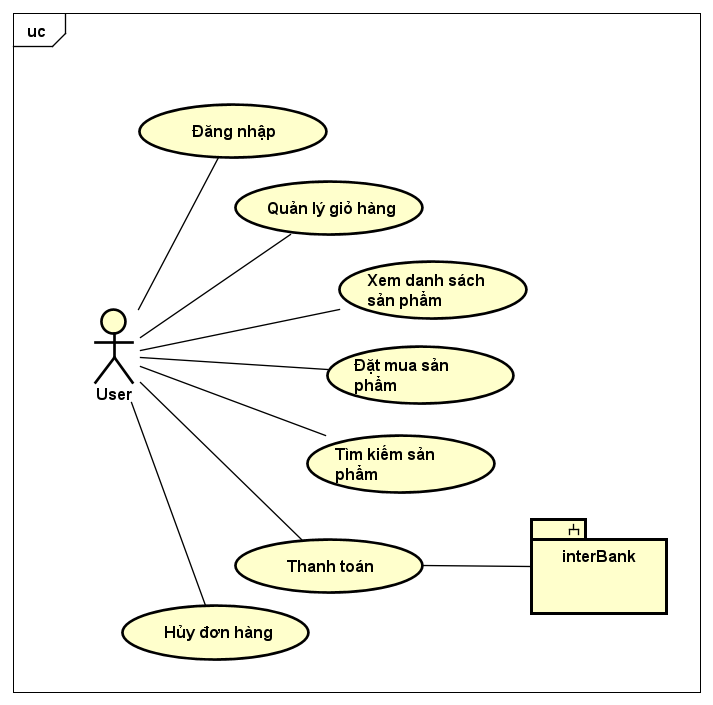 uc
Đăng nhập
Quản lý giỏ hàng
Xem danh sách
sản phẩm
Đặt mua sản
phẩm
User
Tìm kiếm sản
phẩm
interBank
Thanh toán
Hủy đơn hàng